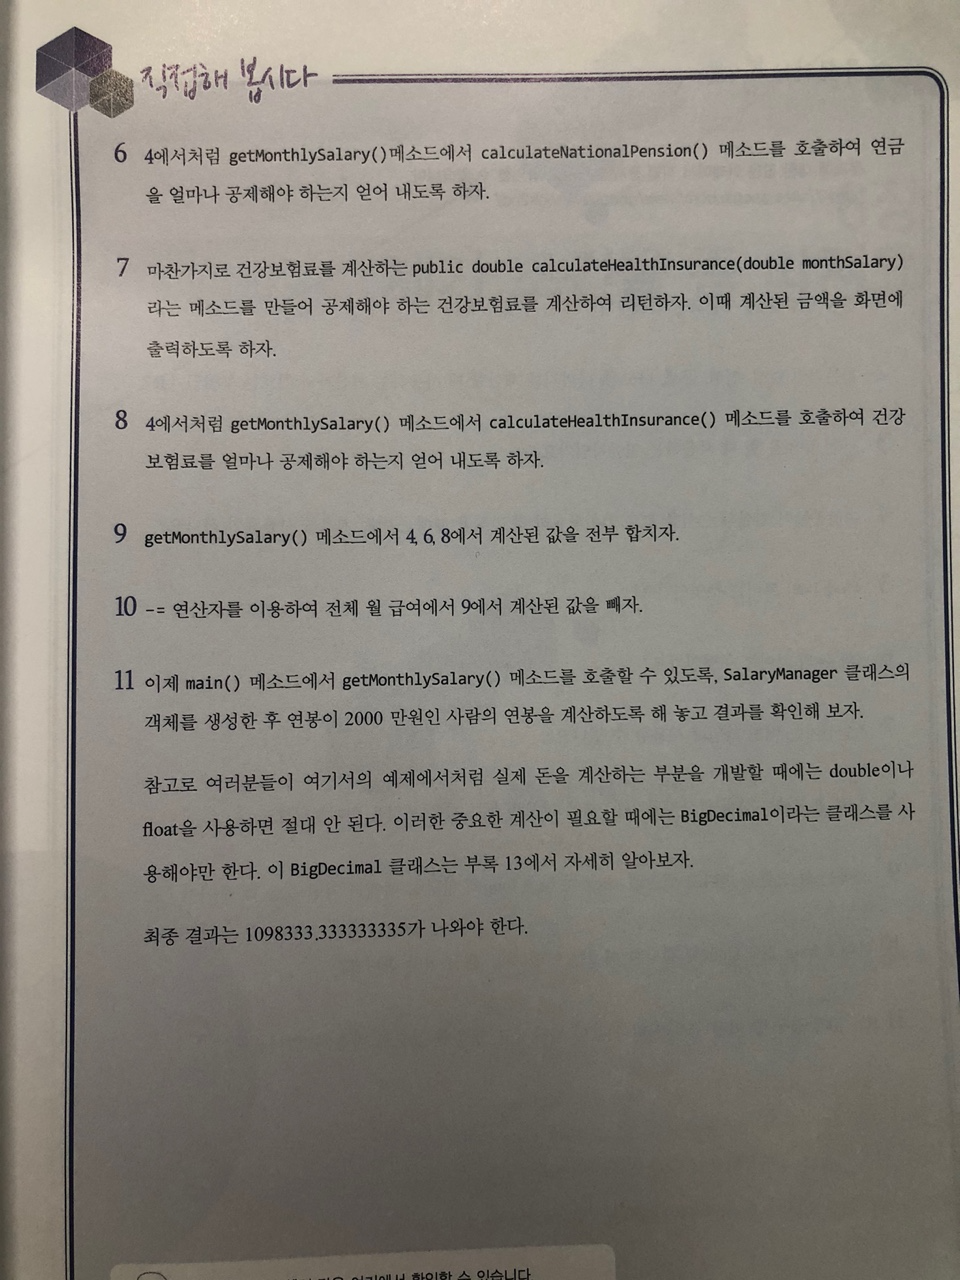 직접해 봅시다
6 4에서처럼 getMonthlySalary()메소드에서 calculateNationalPension() 메소드를 호출하여 연금
을 얼마나 공제해야 하는지 얻어 내도록 하자.
7 마찬가지로 건강보험료를 계산하는 public double calculateHealthInsurance(double monthSalary)
라는 메소드를 만들어 공제해야 하는 건강보험료를 계산하여 리턴하자. 이때 계산된 금액을 화면에
출력하도록 하자.
8 4에서처럼 getMonthlySalary() 메소드에서 calculateHealthInsurance() 메소드를 호출하여 건강
보험료를 얼마나 공제해야 하는지 얻어 내도록 하자.
9 getMonthlySalary() 메소드에서 4, 6, 8에서 계산된 값을 전부 합치자.
10 -= 연산자를 이용하여 전체 월 급여에서 9에서 계산된 값을 빼자.
11 이제 main() 메소드에서 getMonthlySalary() 메소드를 호출할 수 있도록, SalaryManager 클래스의
객체를 생성한 후 연봉이 2000 만원인 사람의 연봉을 계산하도록 해 놓고 결과를 확인해 보자.
참고로 여러분들이 여기서의 예제에서처럼 실제 돈을 계산하는 부분을 개발할 때에는 double이나
float을 사용하면 절대 안 된다. 이러한 중요한 계산이 필요할 때에는 BigDecimal이라는 클래스를 사
용해야만 한다. 이 BigDecimal 클래스는 부록 13에서 자세히 알아보자.
최종 결과는 1098333.333333335가 나와야 한다.
여기에서 확인할 수 있습니다